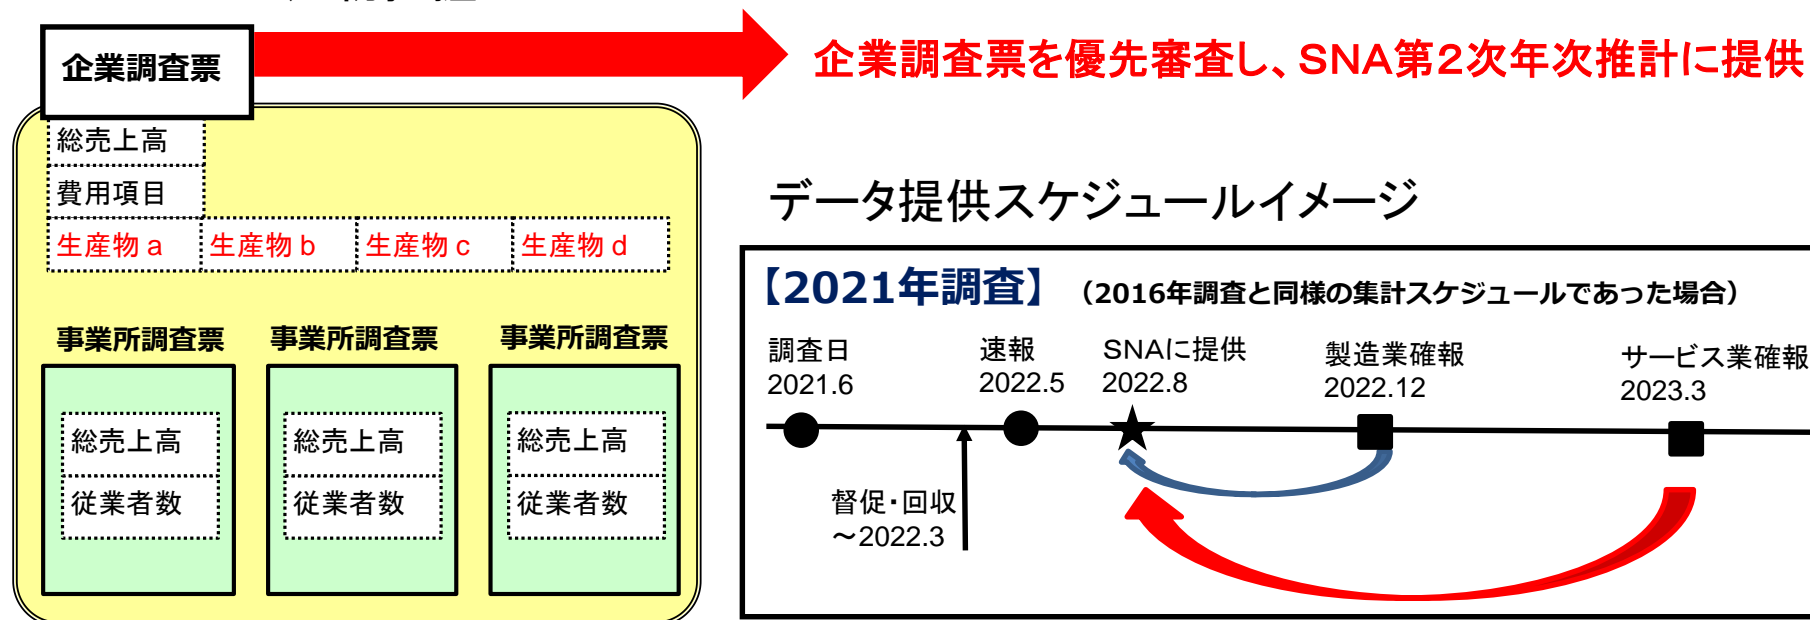 企業調査票
企業調査票を優先審査し、SNA第2次年次推計に提供
総売上高
費用項目
生産物 a
生産物 b
生産物 c
生産物 d
事業所調査票
事業所調査票
事業所調査票
総売上高
従業者数
総売上高
従業者数
総売上高
従業者数
データ提供スケジュールイメージ
【2021年調査】 （2016年調査と同様の集計スケジュールであった場合）
調査日
2021.6
速報
2022.5
SNAに提供
2022.8
製造業確報
2022.12
サービス業確報
2023.3
督促・回収
～2022.3